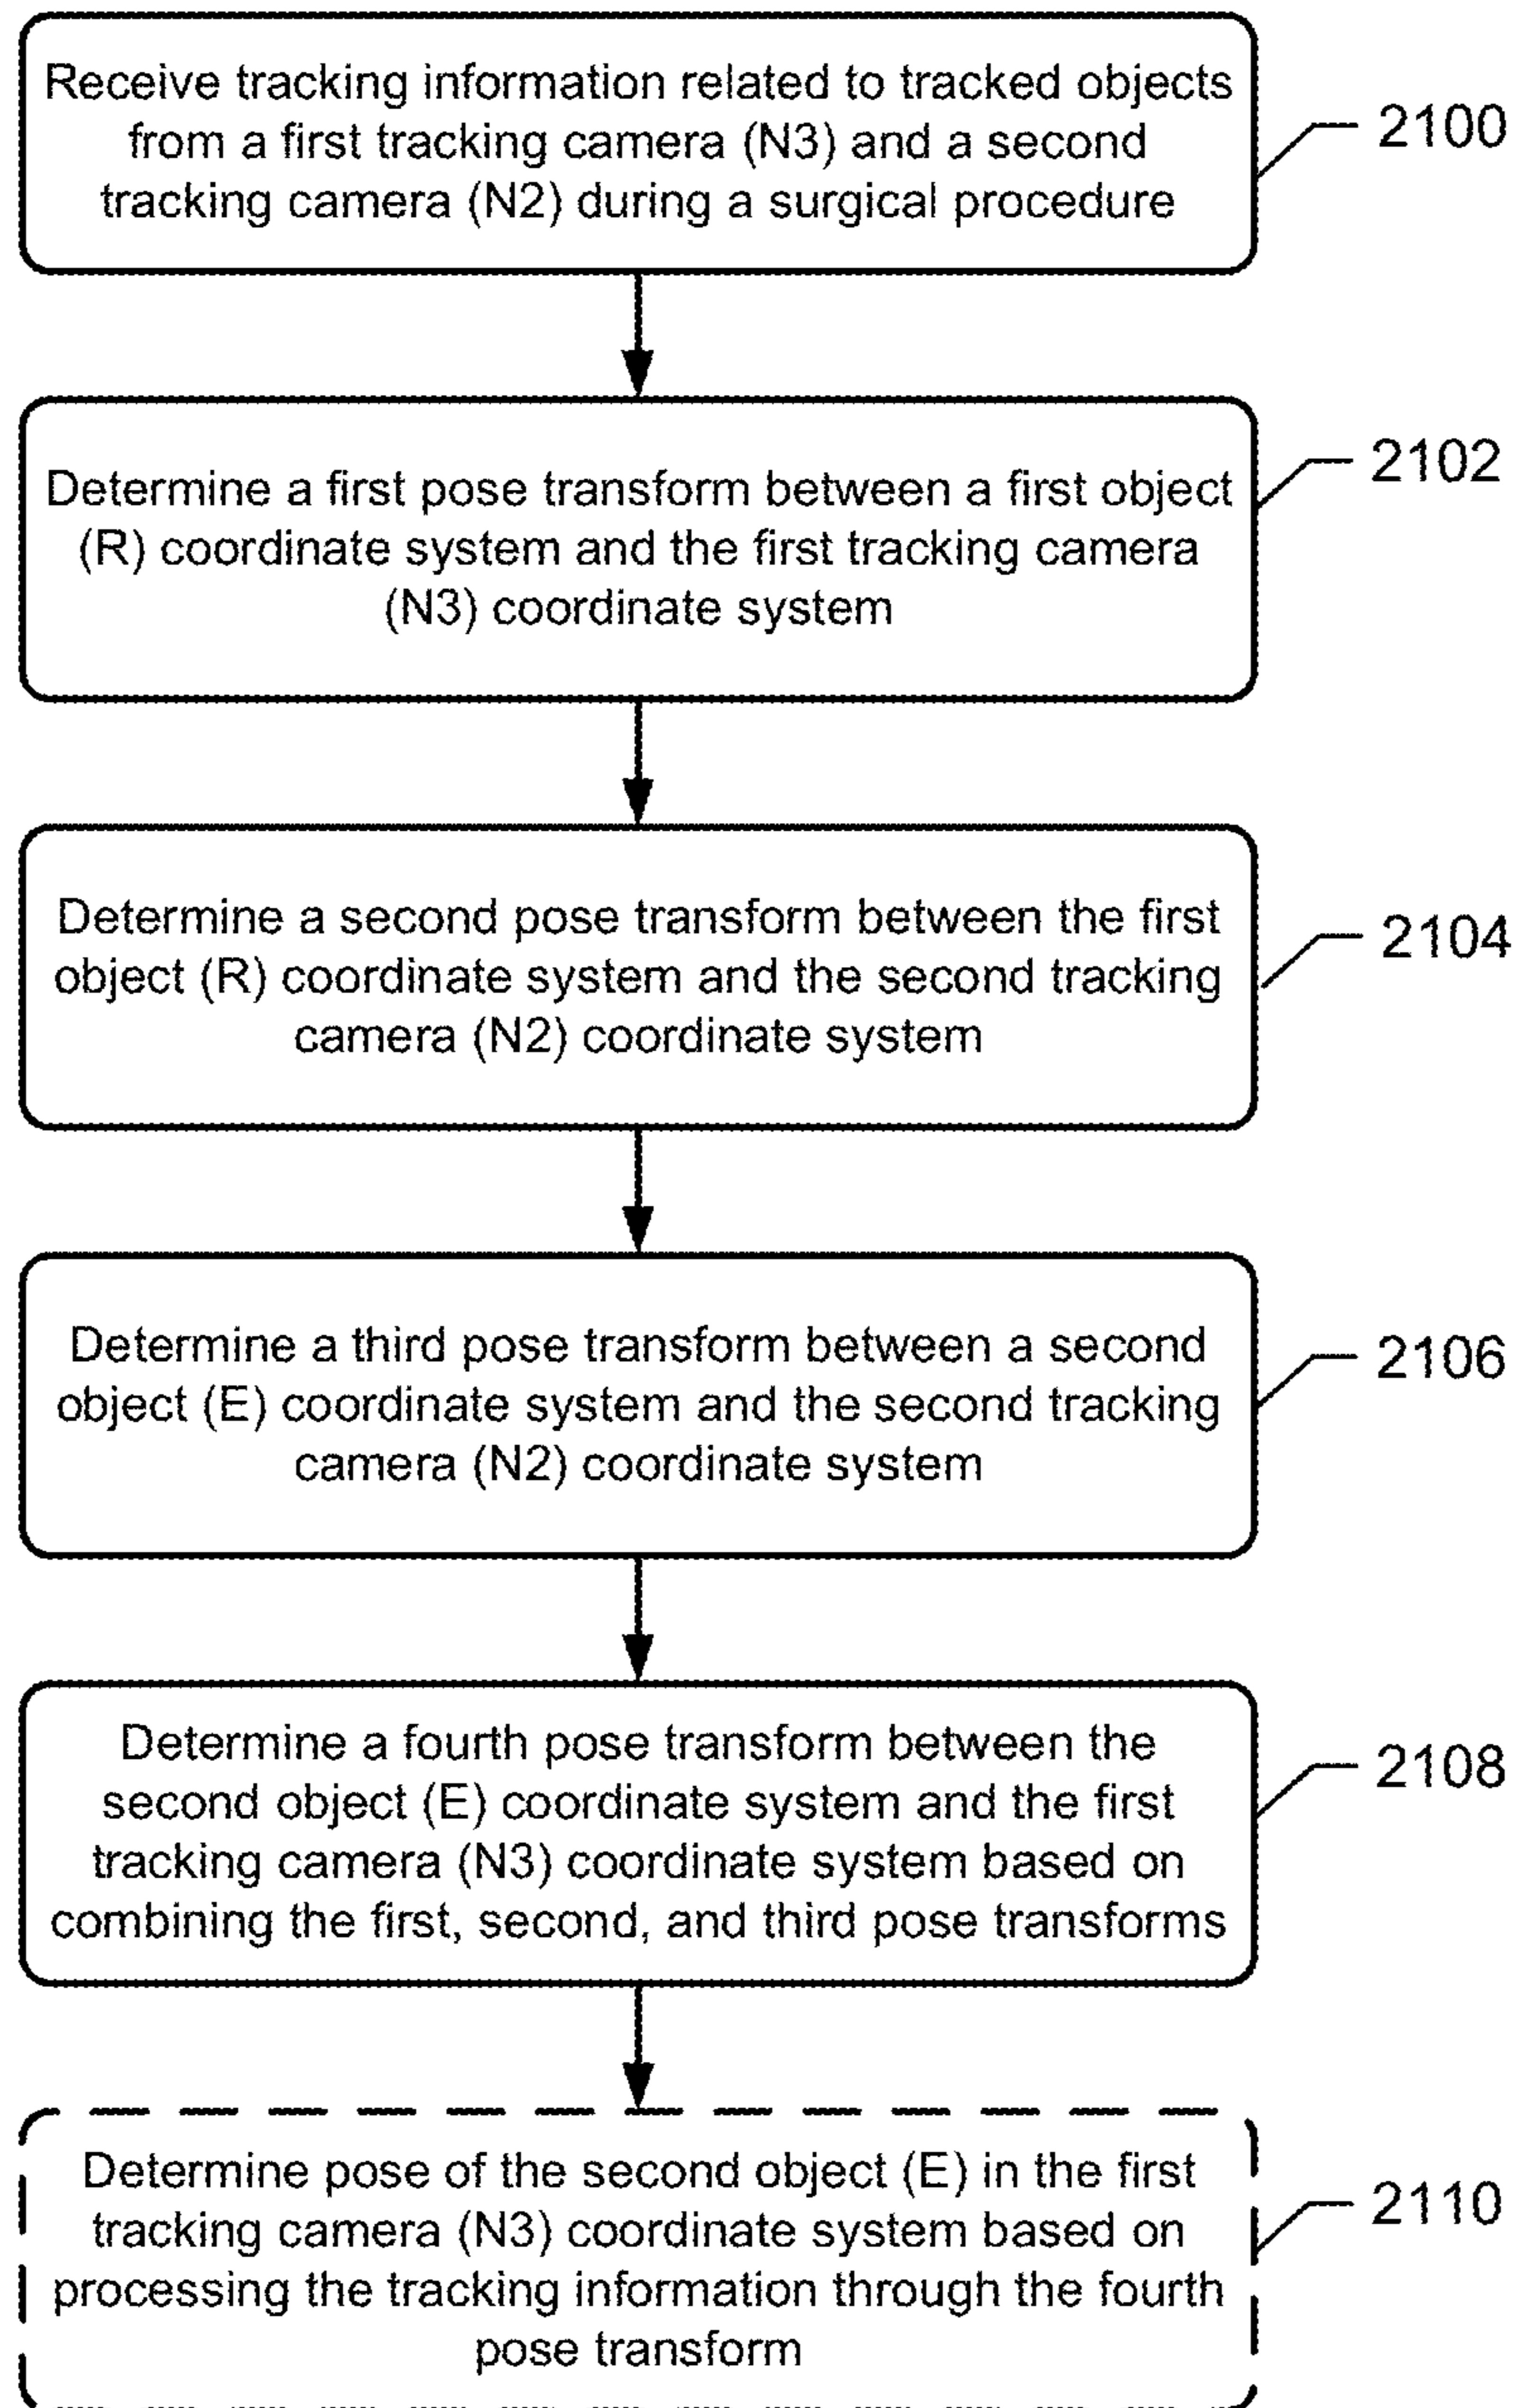 Receive tracking information related to tracked objects
from a first tracking camera (N3) and a second
tracking camera (N2) during a surgical procedure
2100
Determine a first pose transform between a first object
(R) coordinate system and the first tracking camera
(N3) coordinate system
2102
Determine a second pose transform between the first
object (R) coordinate system and the second tracking
camera (N2) coordinate system
2104
Determine a third pose transform between a second
object (E) coordinate system and the second tracking
camera (N2) coordinate system
2106
Determine a fourth pose transform between the
second object (E) coordinate system and the first
tracking camera (N3) coordinate system based on
combining the first, second, and third pose transforms
2108
Determine pose of the second object (E) in the first
tracking camera (N3) coordinate system based on
processing the tracking information through the fourth
pose transform
2110